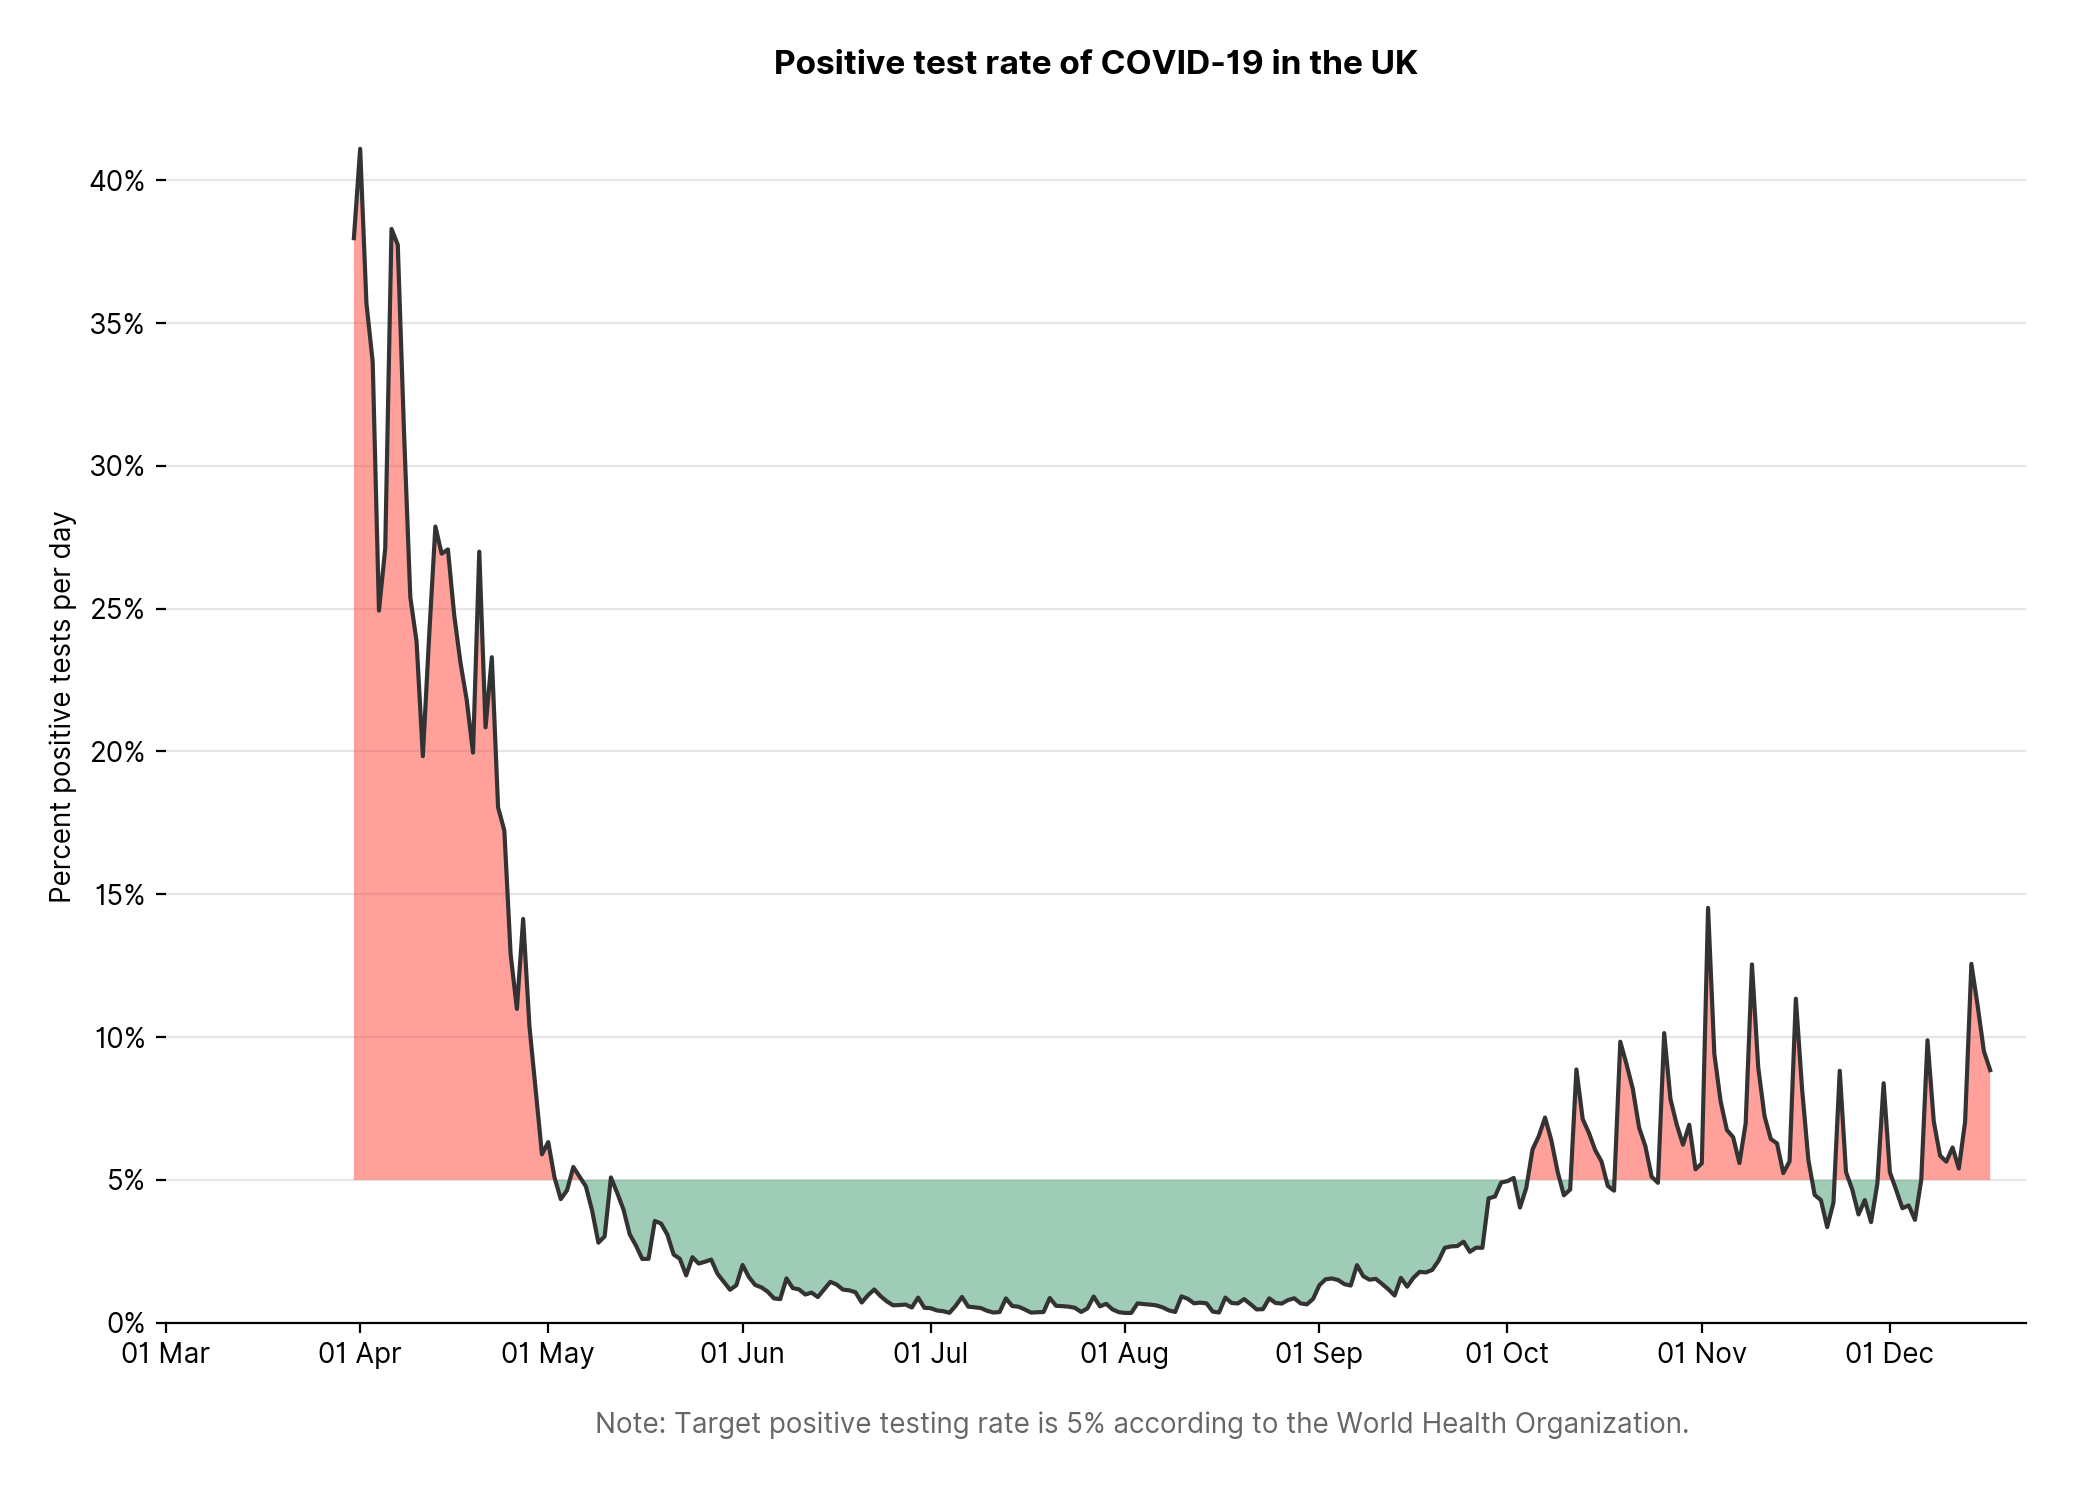 Positive test rate of COVID-19 in the UK
Percent positive tests per day
40%
35%
30%
25%
20%
15%
10%
5%
0%
01 Mar
01 Apr
01 May
01 Jun
01 Jul
01 Aug
01 Sep
01 Oct
01 Nov
01 Dec
Note: Target positive testing rate is 5% according to the World Health Organization.